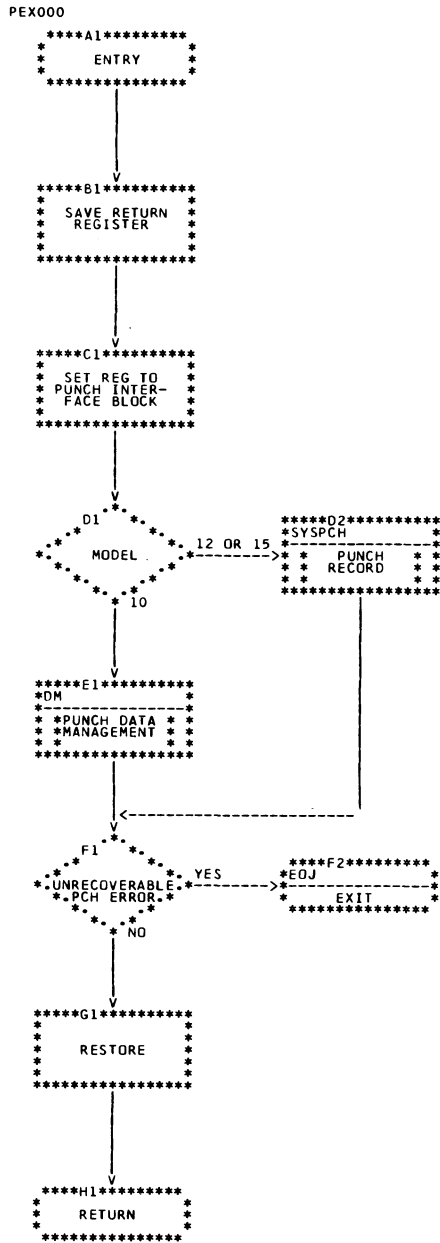 PEX000
A1
ENTRY
B1
SAVE RETURN
REGISTER
C1
SET REG TO
PUNCH INTER-
FACE BLOCK
D1
MODEL
12 OR 15
10
D2
SYSPCH
PUNCH
RECORD
E1
DM
PUNCH DATA
MANAGEMENT
F1
UNRECOVERABLE
PCH ERROR
YES
NO
F2
EOJ
EXIT
G1
RESTORE
H1
RETURN